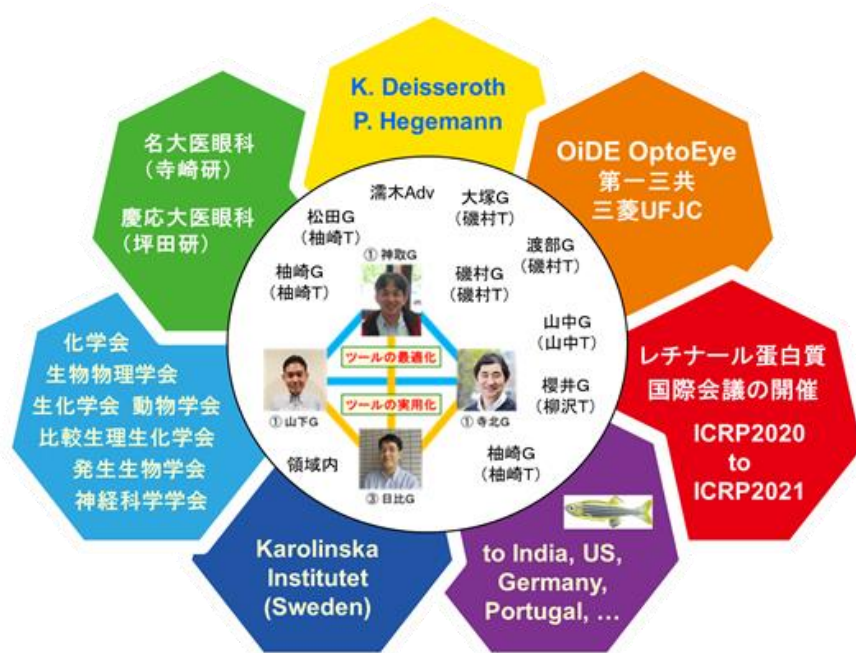 K. Deisseroth
P. Hegemann
OiDE OptoEye
第一三共
三菱UFJC
レチナール蛋白質
国際会議の開催
ICRP2020
to
ICRP2021
to India, US,
Germany,
Portugal, …
Karolinska
Institutet
(Sweden)
化学会
生物物理学会
生化学会 動物学会
比較生理生化学会
発生生物学会
神経科学学会
名大医眼科
(寺崎研)
慶応大医眼科
(坪田研)
濡木Adv
大塚G
(磯村T)
松田G
(柚崎T)
渡部G
(磯村T)
①神取G
柚崎G
(柚崎T)
磯村G
(磯村T)
山中G
(山中T)
ツールの最適化
櫻井G
(柳沢T)
ツールの実用化
①山下G
①寺北G
柚崎G
(柚崎T)
領域内
③日比G